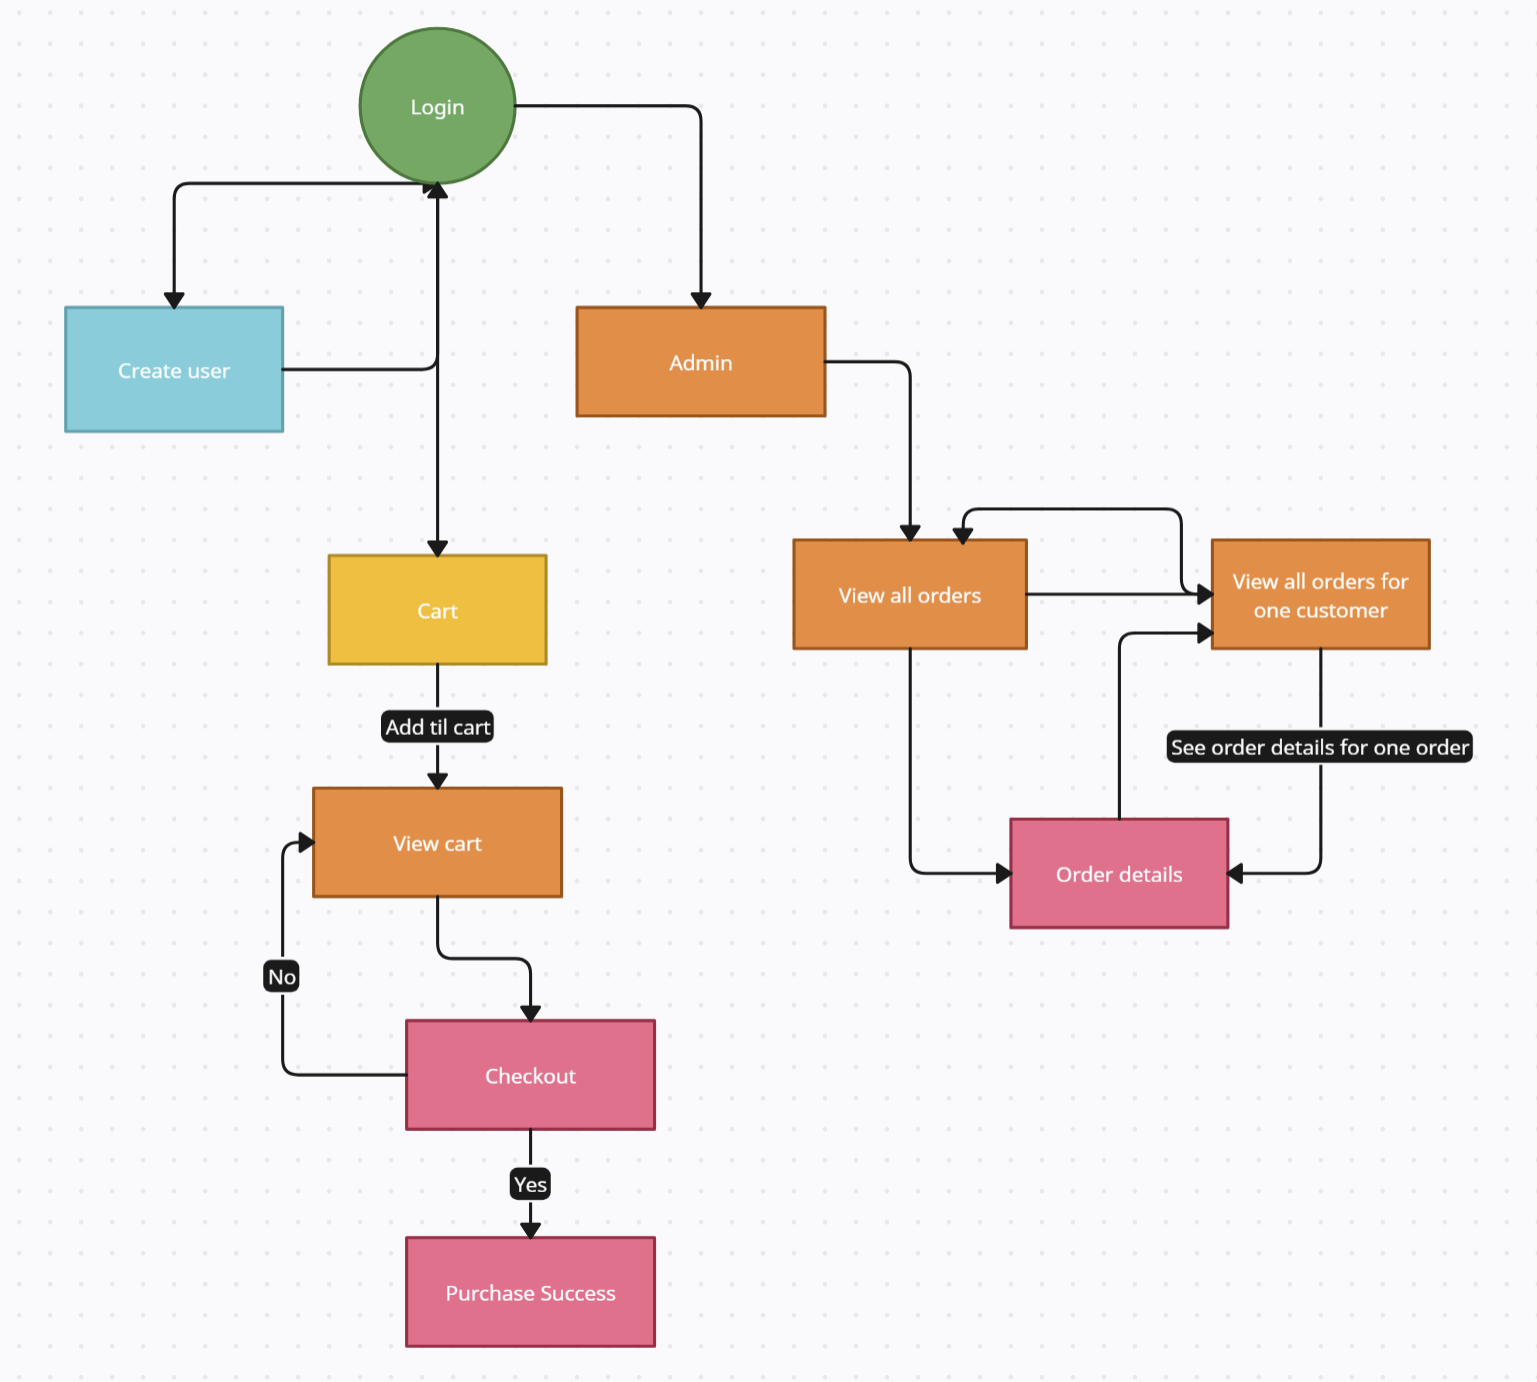 Login
Create user
Admin
Cart
View all orders
View all orders for
one customer
Add til cart
See order details for one order
View cart
Order details
No
Checkout
Yes
Purchase Success